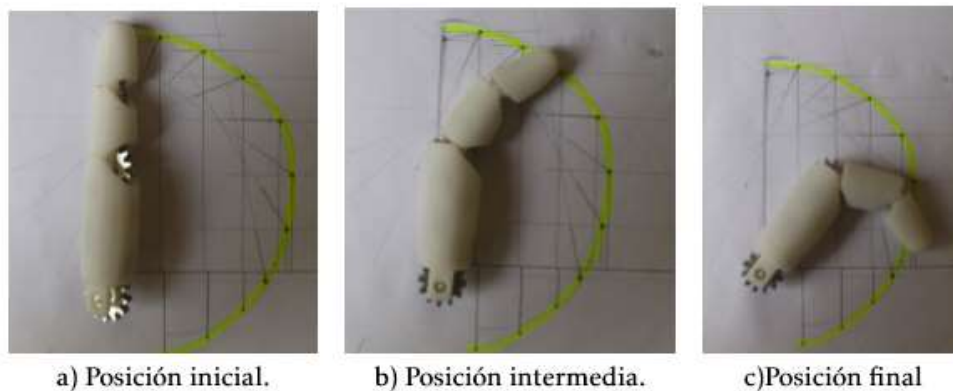 a) Posición inicial.
b) Posición intermedia.
c)Posición final